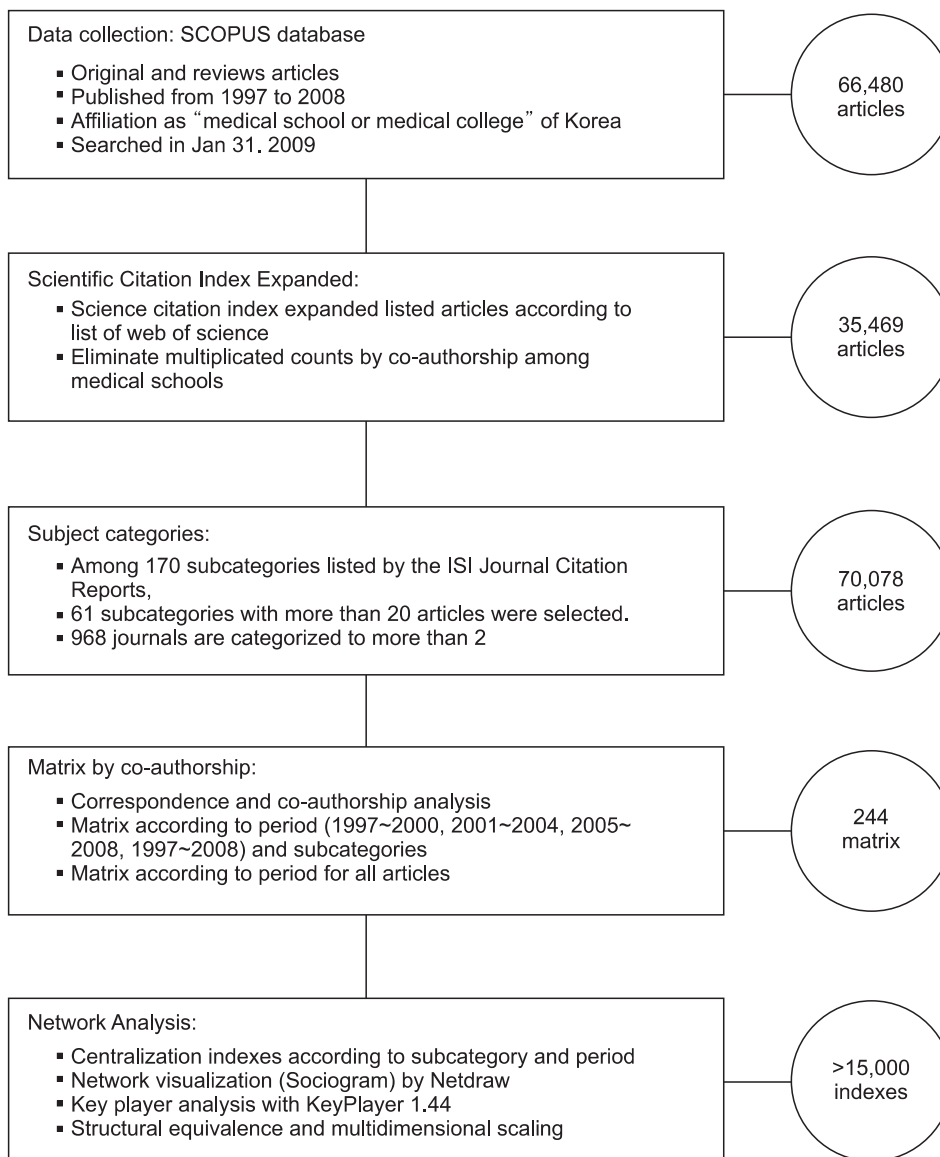 Data collection: SCOPUS database
▪ Original and reviews articles
▪ Published from 1997 to 2008
▪ Affiliation as “medical school or medical college” of Korea
▪ Searched in Jan 31. 2009
66,480
articles
Scientific Citation Index Expanded:
▪ Science citation index expanded listed articles according to
list of web of science
▪ Eliminate multiplicated counts by co-authorship among
medical schools
35,469
articles
Subject categories:
▪ Among 170 subcategories listed by the ISI Journal Citation
Reports,
▪ 61 subcategories with more than 20 articles were selected.
▪ 968 journals are categorized to more than 2
70,078
articles
Matrix by co-authorship:
▪ Correspondence and co-authorship analysis
▪ Matrix according to period (1997~2000, 2001~2004, 2005~
2008, 1997~2008) and subcategories
▪ Matrix according to period for all articles
244
matrix
Network Analysis:
▪ Centralization indexes according to subcategory and period
▪ Network visualization (Sociogram) by Netdraw
▪ Key player analysis with KeyPlayer 1.44
▪ Structural equivalence and multidimensional scaling
>15,000
indexes